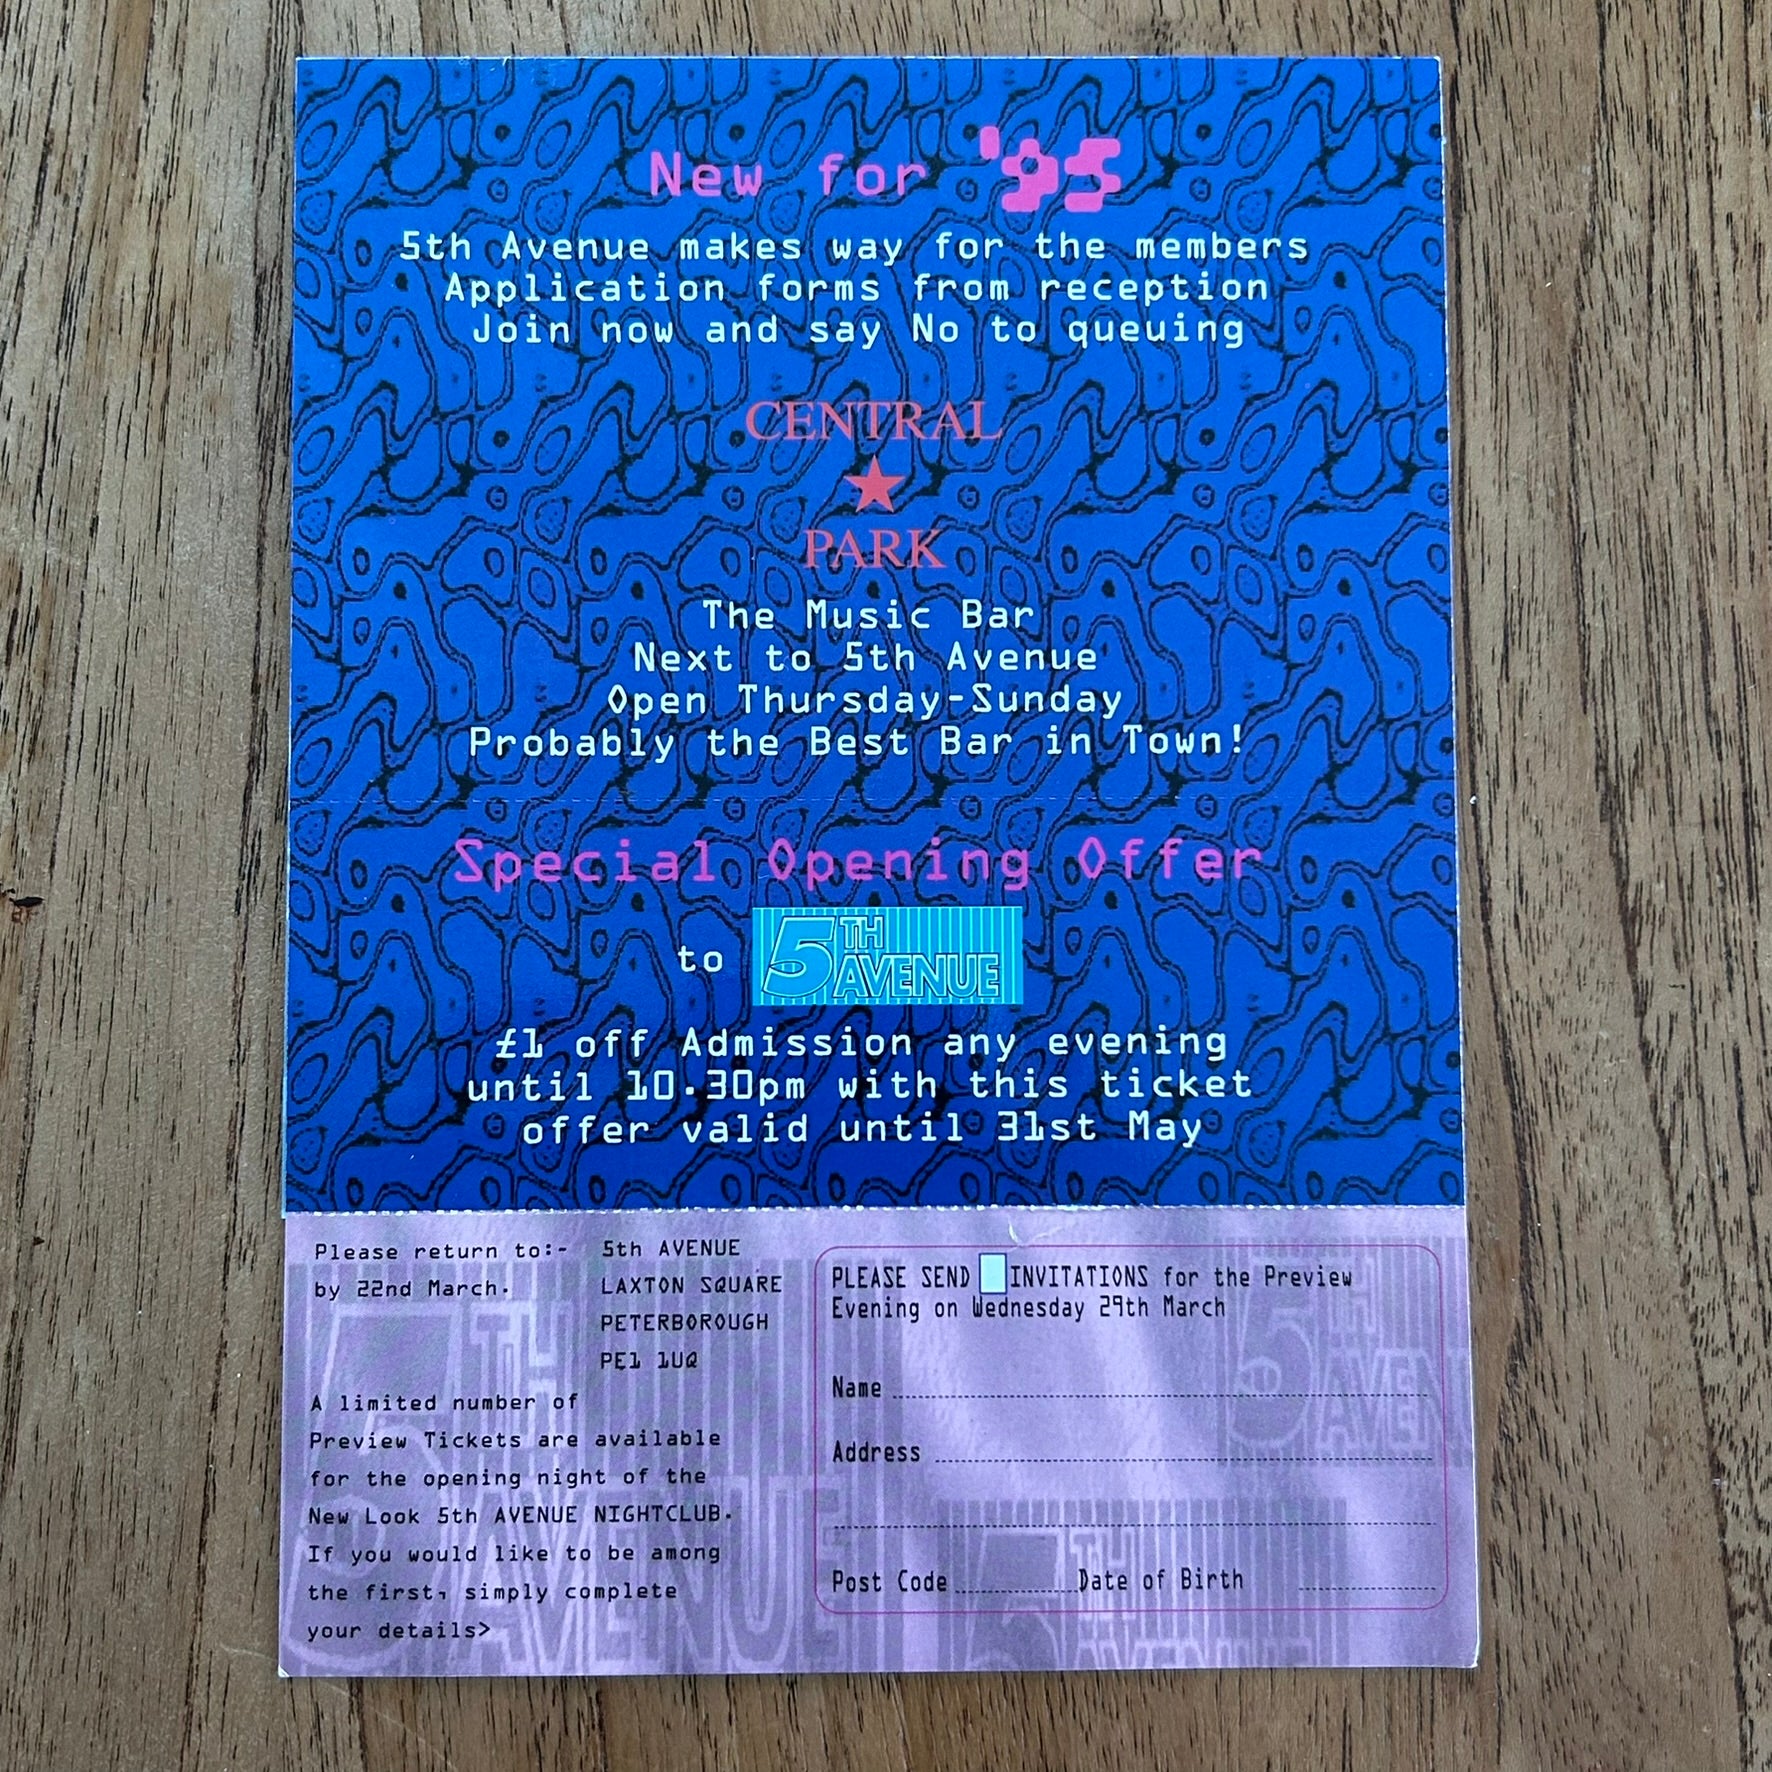 New for '95
5th Avenue makes way for the members
Application forms from reception
Join now and say No to queuing
CENTRAL
PARK
The Music Bar
Next to 5th Avenue
Open Thursday-Sunday
Probably the Best Bar in Town!
Special Opening Offer
to 5TH AVENUE
£1 off Admission any evening
until 10.30pm with this ticket
offer valid until 31st May
Please return to:-
by 22nd March.
5th AVENUE
LAXTON SQUARE
PETERBOROUGH
PE1 1UQ
A limited number of
Preview Tickets are available
for the opening night of the
New Look 5th AVENUE NIGHTCLUB.
If you would like to be among
the first, simply complete
your details>
PLEASE SEND INVITATIONS for the Preview
Evening on Wednesday 29th March
Name
Address
Post Code Date of Birth
5TH AVENUE
5TH AVEN
5TH AVENUE